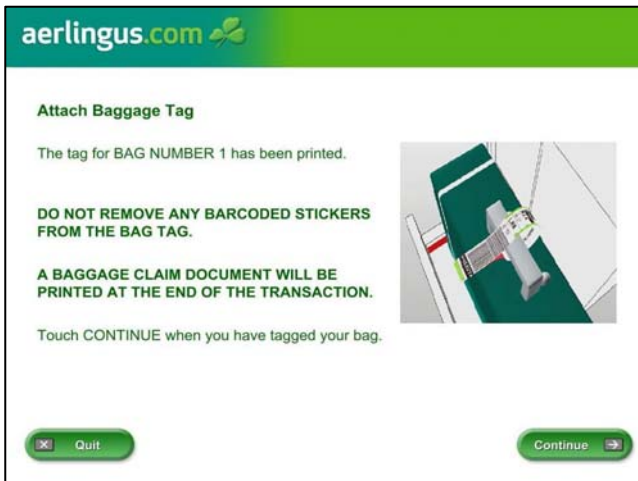 aerlingus.com
Attach Baggage Tag
The tag for BAG NUMBER 1 has been printed.
DO NOT REMOVE ANY BARCODED STICKERS
FROM THE BAG TAG.
A BAGGAGE CLAIM DOCUMENT WILL BE
PRINTED AT THE END OF THE TRANSACTION.
Touch CONTINUE when you have tagged your bag.
Quit
Continue